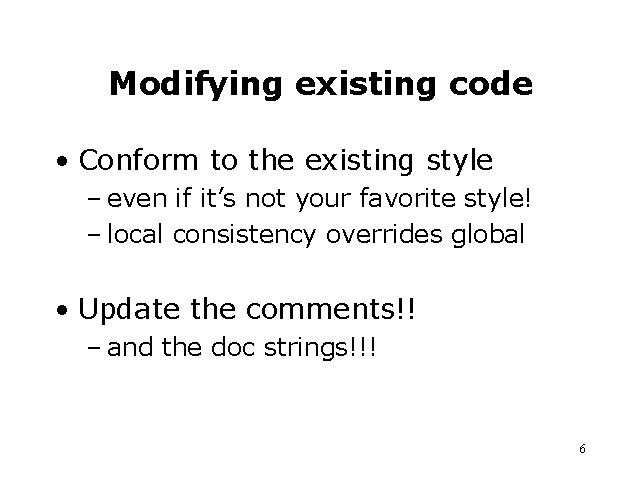 Modifying existing code
• Conform to the existing style
– even if it’s not your favorite style!
– local consistency overrides global
• Update the comments!!
– and the doc strings!!!
6